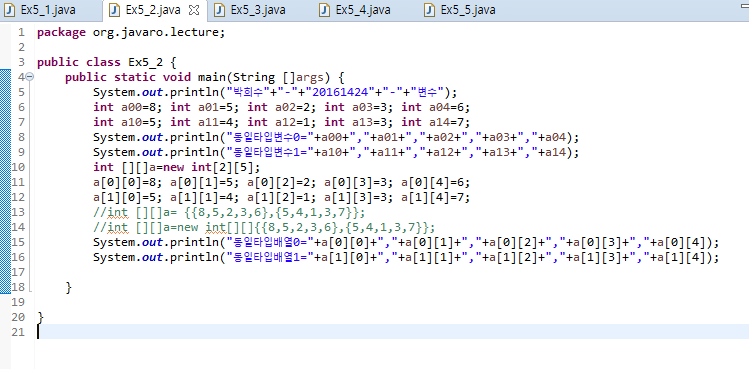 Ex5_1.java Ex5_2.java Ex5_3.java Ex5_4.java Ex5_5.java
1 package org.javaro.lecture;
2
3 public class Ex5_2 {
4 public static void main(String []args) {
5 System.out.println("박희수"+"-"+"20161424"+"-"+"변수");
6 int a00=8; int a01=5; int a02=2; int a03=3; int a04=6;
7 int a10=5; int a11=4; int a12=1; int a13=3; int a14=7;
8 System.out.println("동일타입변수0="+a00+","+a01+","+a02+","+a03+","+a04);
9 System.out.println("동일타입변수1="+a10+","+a11+","+a12+","+a13+","+a14);
10 int [][]a=new int[2][5];
11 a[0][0]=8; a[0][1]=5; a[0][2]=2; a[0][3]=3; a[0][4]=6;
12 a[1][0]=5; a[1][1]=4; a[1][2]=1; a[1][3]=3; a[1][4]=7;
13 //int [][]a= {{8,5,2,3,6},{5,4,1,3,7}};
14 //int [][]a=new int[][]{{8,5,2,3,6},{5,4,1,3,7}};
15 System.out.println("동일타입배열0="+a[0][0]+","+a[0][1]+","+a[0][2]+","+a[0][3]+","+a[0][4]);
16 System.out.println("동일타입배열1="+a[1][0]+","+a[1][1]+","+a[1][2]+","+a[1][3]+","+a[1][4]);
17
18 }
19
20 }
21